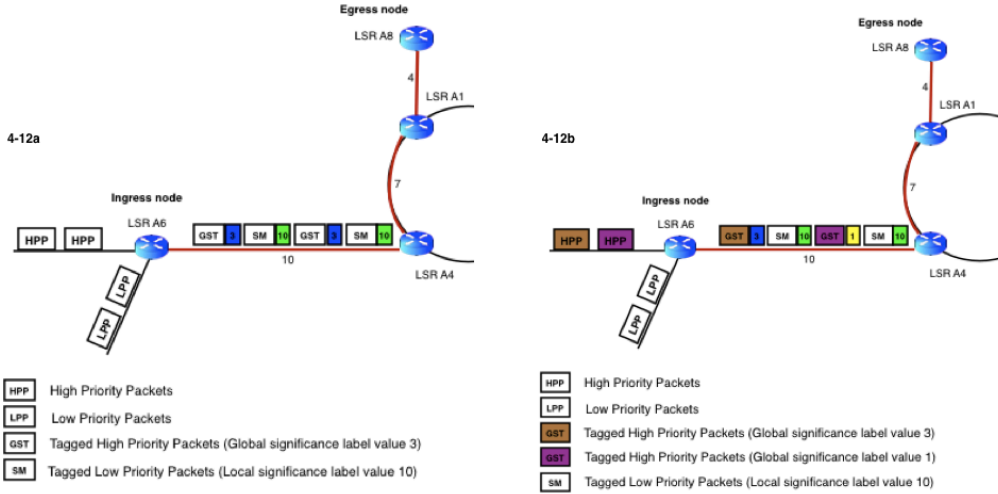 Egress node
LSR A8
4
LSR A1
4-12a
7
Ingress node
LSR A6
HPP HPP
GST 3 SM 10 GST 3 SM 10
10
LSR A4
LPP
LPP
HPP High Priority Packets
LPP Low Priority Packets
GST Tagged High Priority Packets (Global significance label value 3)
SM Tagged Low Priority Packets (Local significance label value 10)
Egress node
LSR A8
4
LSR A1
4-12b
7
Ingress node
LSR A6
HPP HPP
GST 3 SM 10 GST 1 SM 10
10
LSR A4
LPP
LPP
HPP High Priority Packets
LPP Low Priority Packets
GST Tagged High Priority Packets (Global significance label value 3)
GST Tagged High Priority Packets (Global significance label value 1)
SM Tagged Low Priority Packets (Local significance label value 10)